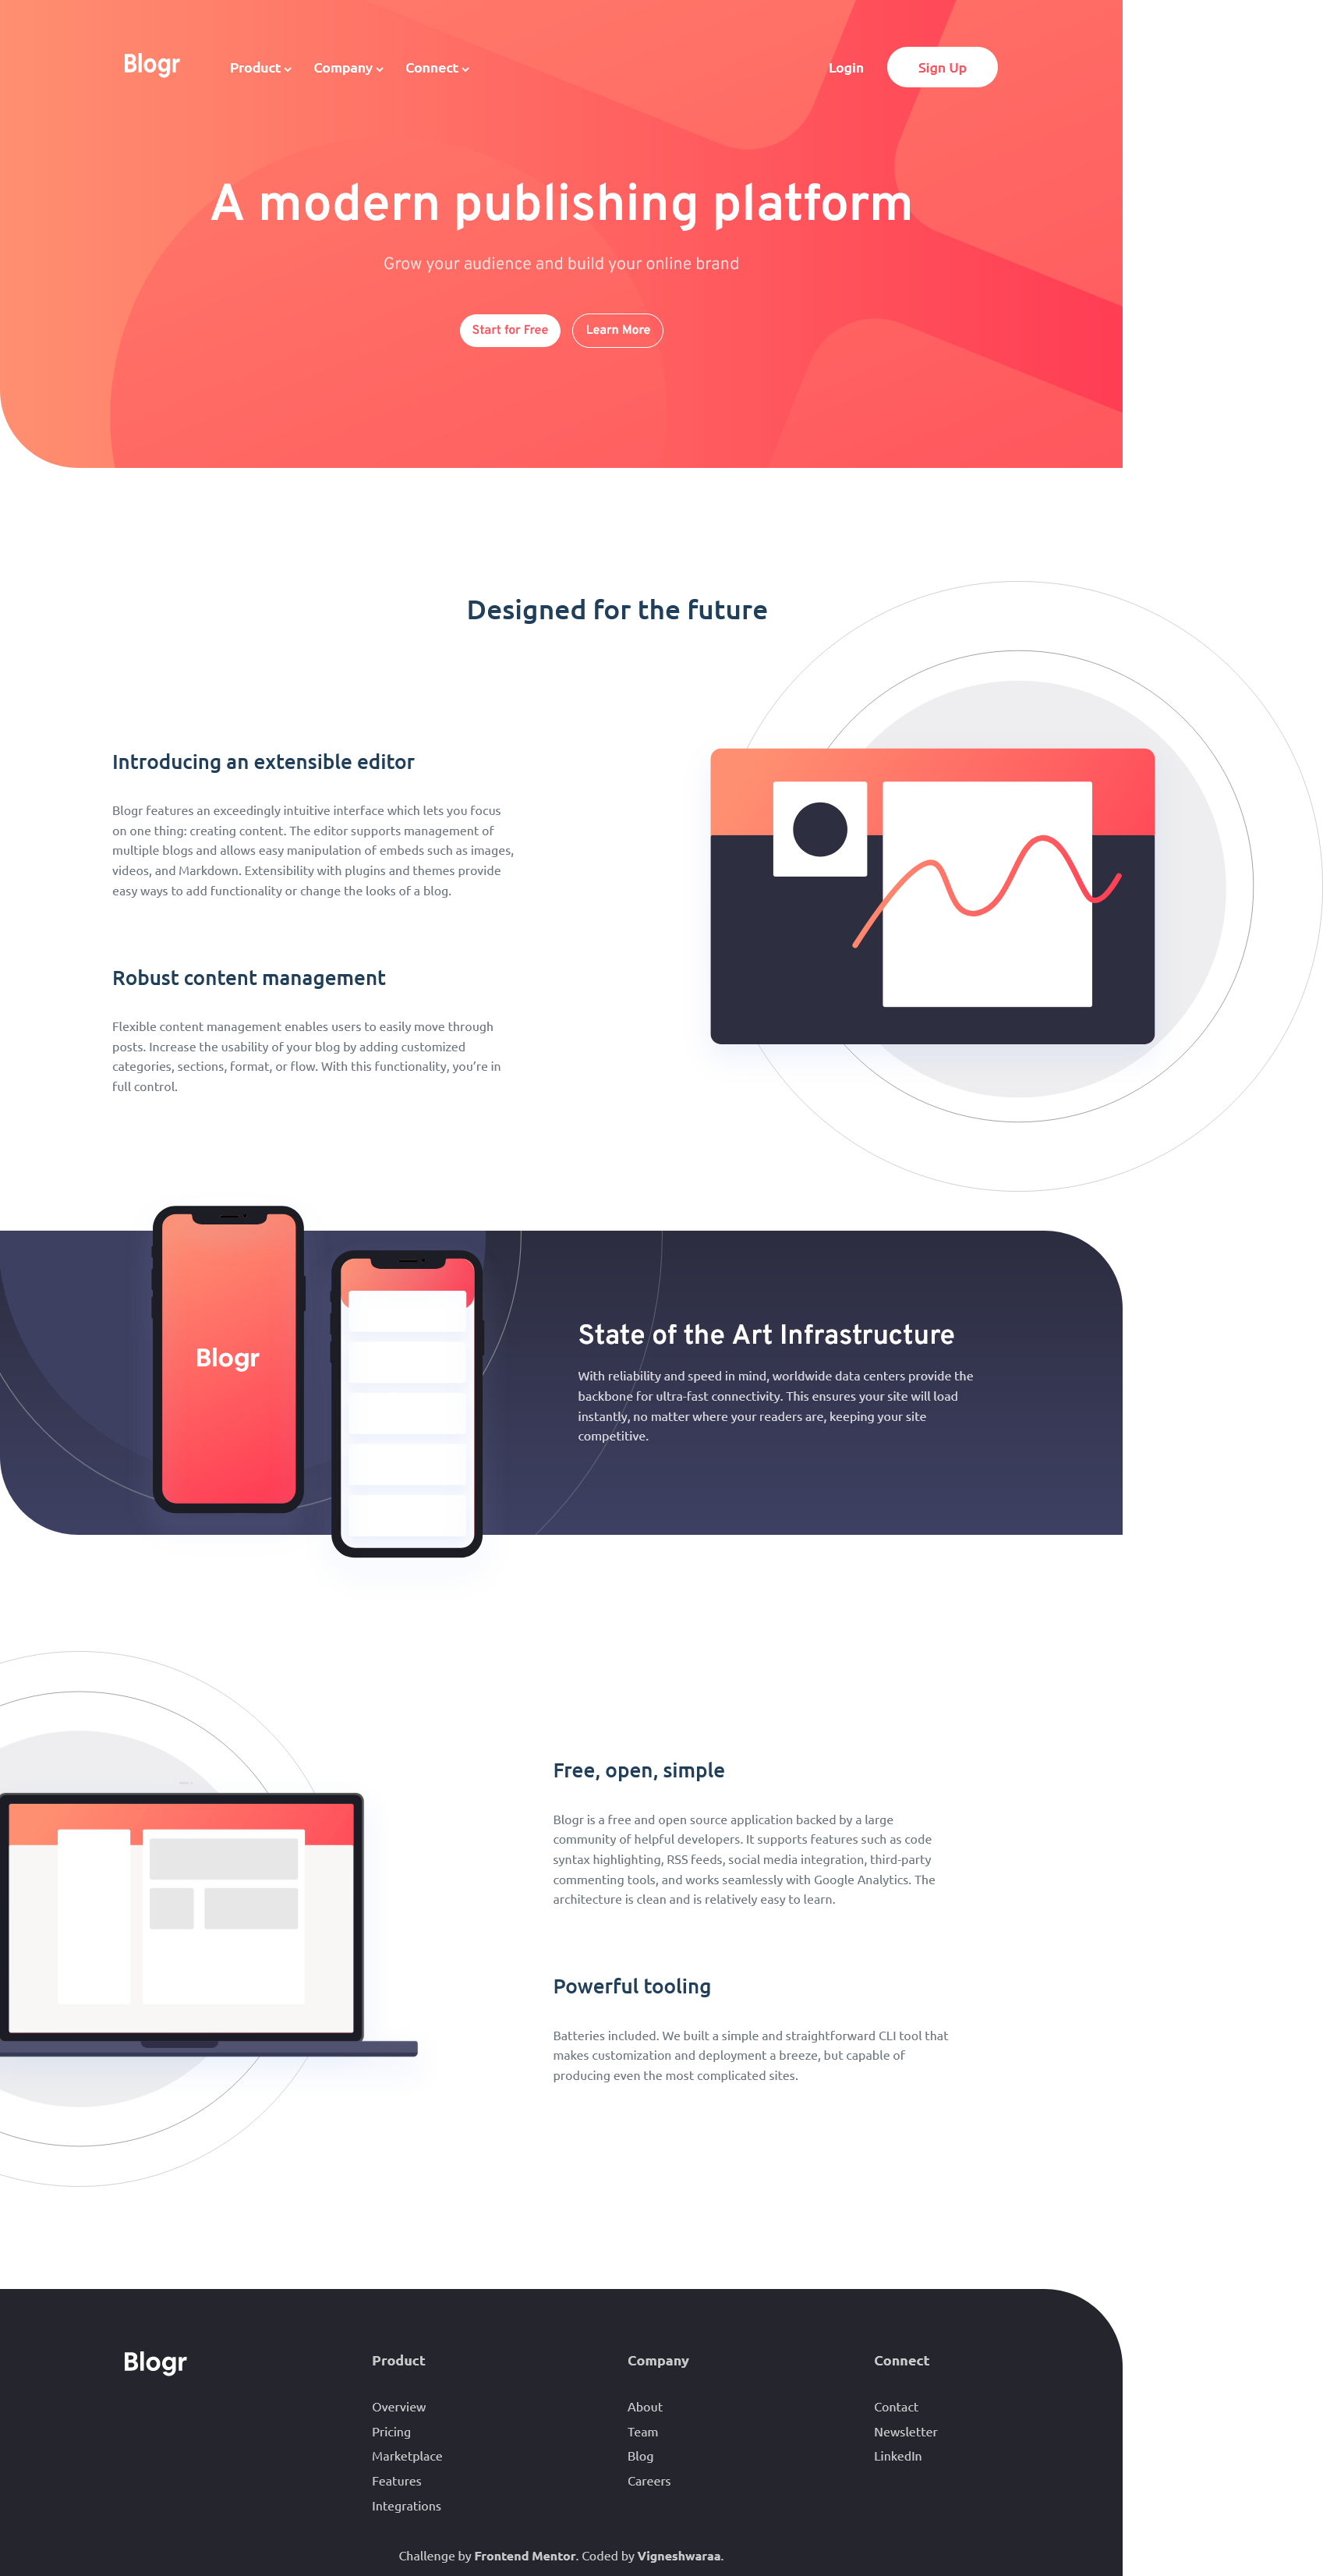 Blogr Product Company Connect Login Sign Up
A modern publishing platform
Grow your audience and build your online brand
Start for Free Learn More
Designed for the future
Introducing an extensible editor
Blogr features an exceedingly intuitive interface which lets you focus
on one thing: creating content. The editor supports management of
multiple blogs and allows easy manipulation of embeds such as images,
videos, and Markdown. Extensibility with plugins and themes provide
easy ways to add functionality or change the looks of a blog.
Robust content management
Flexible content management enables users to easily move through
posts. Increase the usability of your blog by adding customized
categories, sections, format, or flow. With this functionality, you’re in
full control.
Blogr
State of the Art Infrastructure
With reliability and speed in mind, worldwide data centers provide the
backbone for ultra-fast connectivity. This ensures your site will load
instantly, no matter where your readers are, keeping your site
competitive.
Free, open, simple
Blogr is a free and open source application backed by a large
community of helpful developers. It supports features such as code
syntax highlighting, RSS feeds, social media integration, third-party
commenting tools, and works seamlessly with Google Analytics. The
architecture is clean and is relatively easy to learn.
Powerful tooling
Batteries included. We built a simple and straightforward CLI tool that
makes customization and deployment a breeze, but capable of
producing even the most complicated sites.
Blogr
Product
Overview
Pricing
Marketplace
Features
Integrations
Company
About
Team
Blog
Careers
Connect
Contact
Newsletter
LinkedIn
Challenge by Frontend Mentor. Coded by Vigneshwaraa.